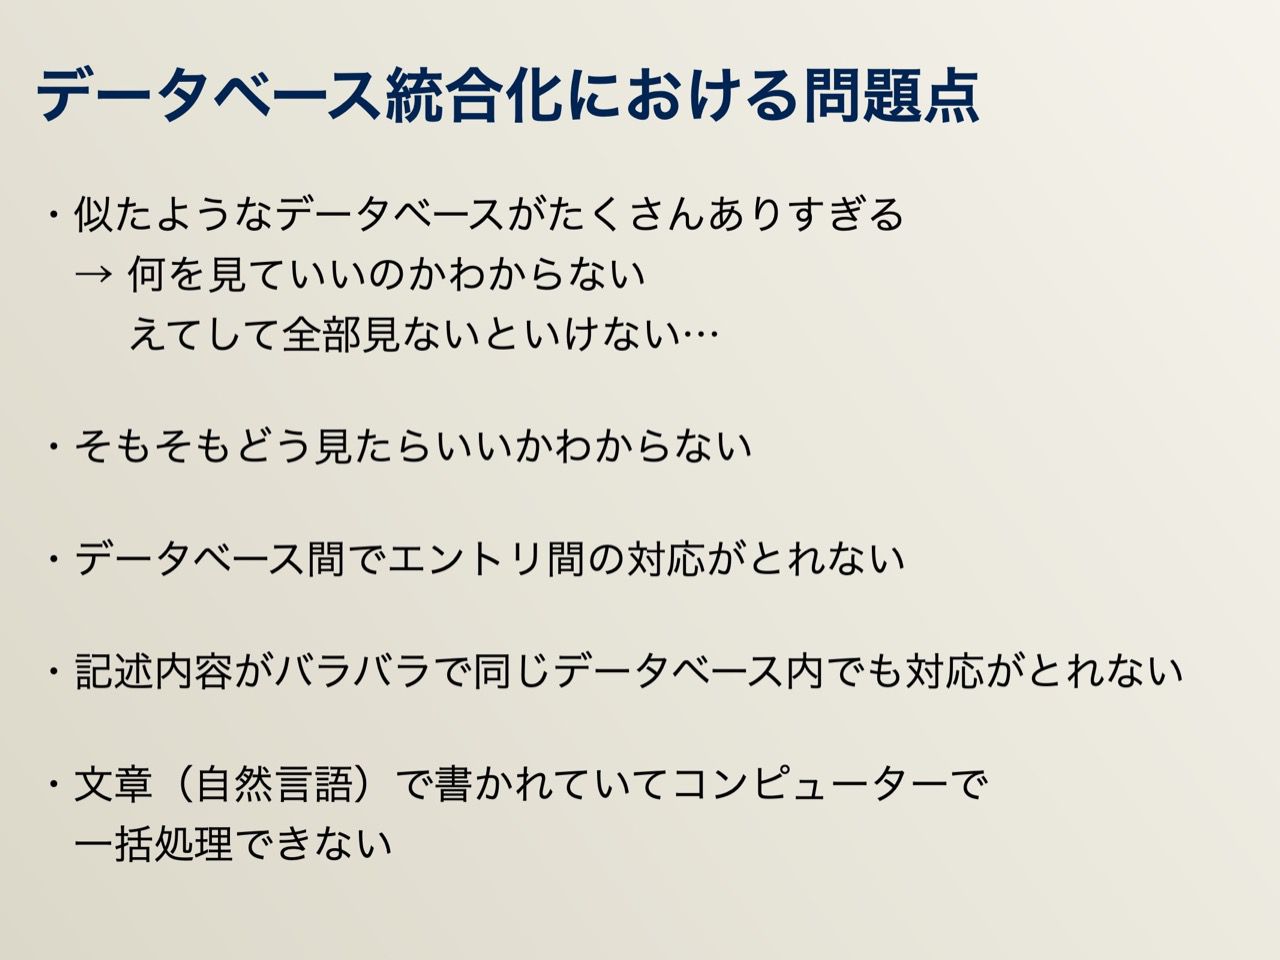 データベース統合化における問題点
・似たようなデータベースがたくさんありすぎる
→ 何を見ていいのかわからない
えてして全部見ないといけない…
・そもそもどう見たらいいかわからない
・データベース間でエントリ間の対応がとれない
・記述内容がバラバラで同じデータベース内でも対応がとれない
・文章（自然言語）で書かれていてコンピューターで
一括処理できない